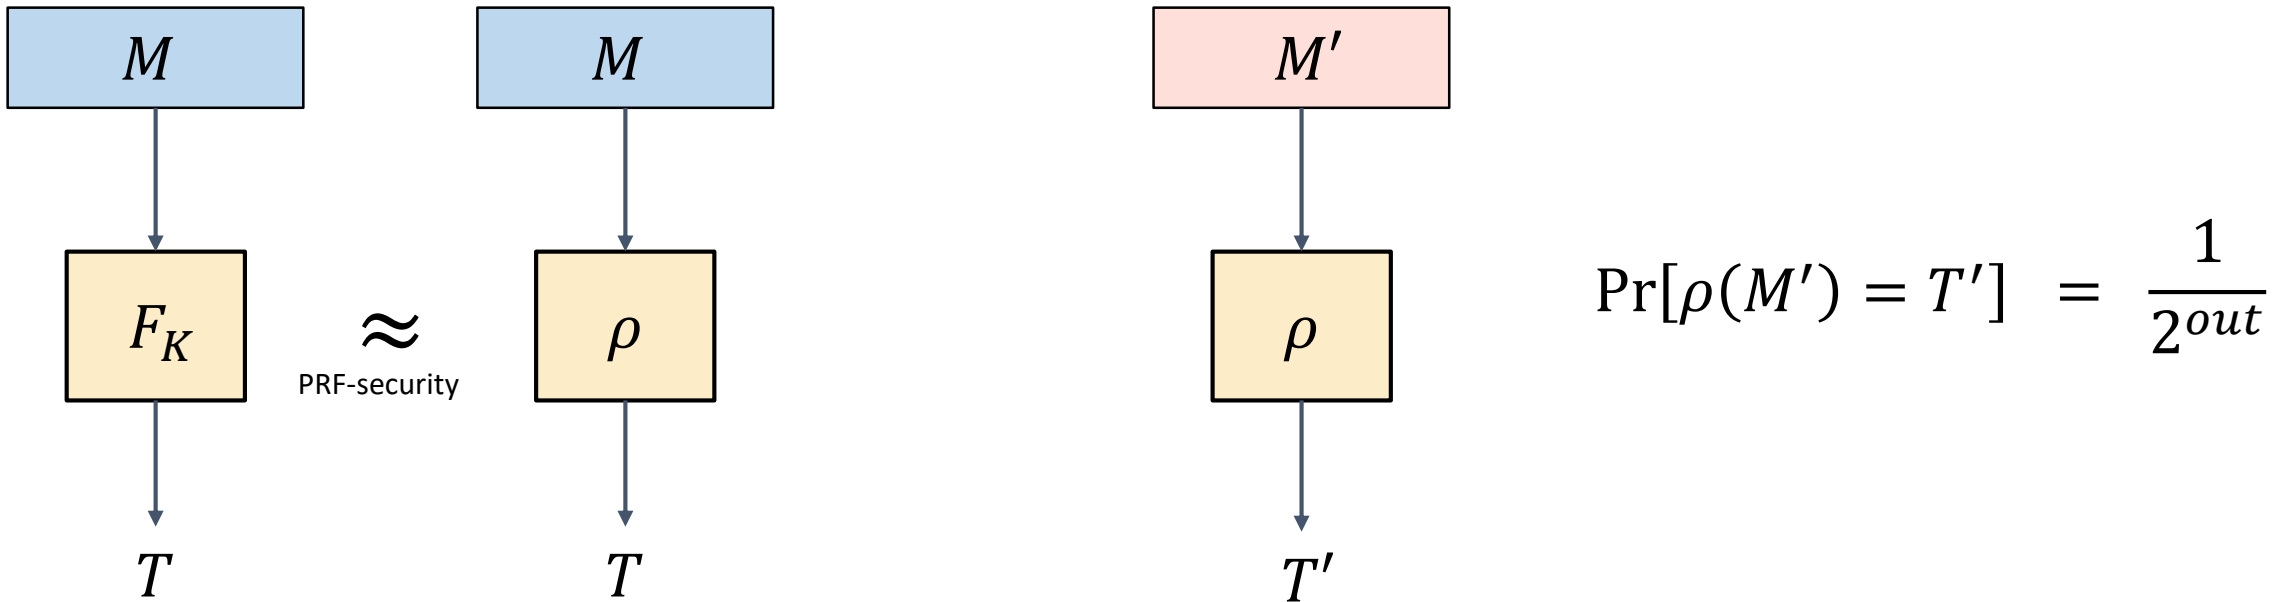 M M M′
F_K ≈ ρ ρ Pr[ρ(M′) = T′] = 1/2^out
PRF-security
T T T′